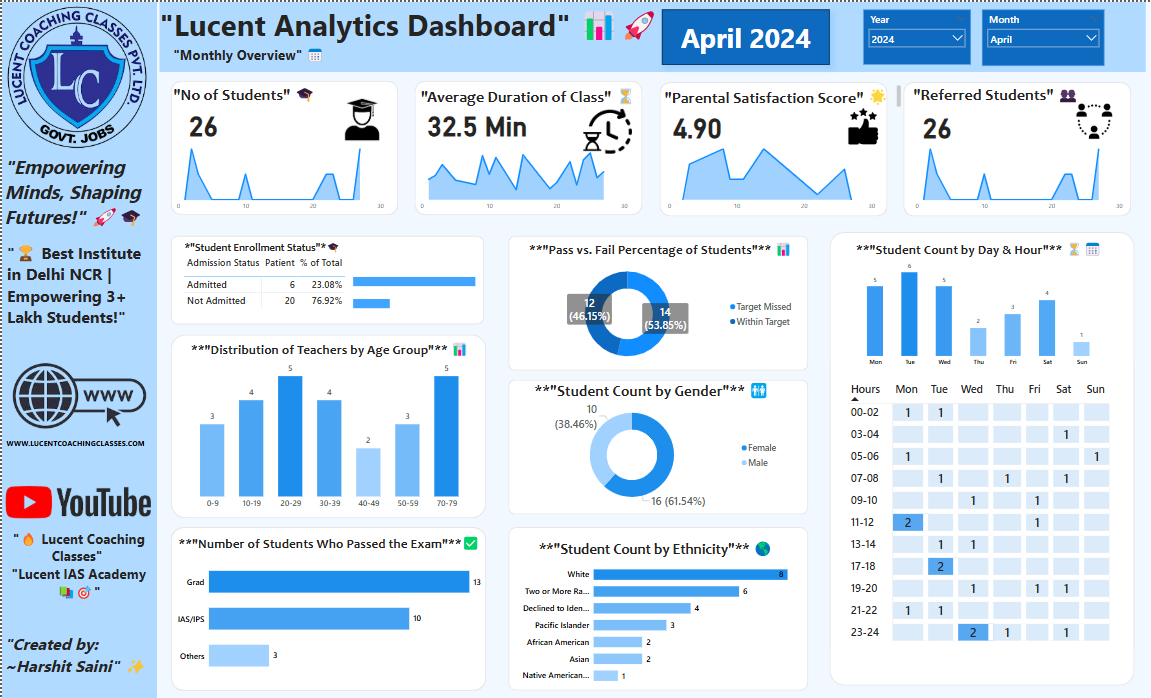 LUCENT COACHING CLASSES PVT. LTD.
LC
GOVT. JOBS
"Empowering
Minds, Shaping
Futures!" 🚀 🎓
" 🏆 Best Institute
in Delhi NCR |
Empowering 3+
Lakh Students!"
WWW
WWW.LUCENTCOACHINGCLASSES.COM
YouTube
" 🔥 Lucent Coaching
Classes"
"Lucent IAS Academy
📚 🎯 "
"Created by:
~Harshit Saini" ✨
"Lucent Analytics Dashboard" 📊 🚀
"Monthly Overview" 📅
April 2024
Year
2024
Month
April
"No of Students" 🎓
26
0 10 20 30
"Average Duration of Class" ⏳
32.5 Min
0 10 20 30
"Parental Satisfaction Score" 🌟
4.90
0 10 20 30
"Referred Students" 👥
26
0 10 20 30
*"Student Enrollment Status"* 🎓
Admission Status Patient % of Total
Admitted 6 23.08%
Not Admitted 20 76.92%
**"Pass vs. Fail Percentage of Students"** 📊
12
(46.15%)
14
(53.85%)
Target Missed
Within Target
**"Distribution of Teachers by Age Group"** 📊
3 4 5 4 2 3 5
0-9 10-19 20-29 30-39 40-49 50-59 70-79
**"Student Count by Gender"** 🚻
10
(38.46%)
16 (61.54%)
Female
Male
**"Number of Students Who Passed the Exam"** ✅
Grad 13
IAS/IPS 10
Others 3
**"Student Count by Ethnicity"** 🌎
White 8
Two or More Ra... 6
Declined to Iden... 4
Pacific Islander 3
African American 2
Asian 2
Native American... 1
**"Student Count by Day & Hour"** ⏳ 📅
5 6 5 2 3 4 1
Mon Tue Wed Thu Fri Sat Sun
Hours Mon Tue Wed Thu Fri Sat Sun
00-02 1 1
03-04 1
05-06 1 1
07-08 1 1 1
09-10 1 1
11-12 2 1
13-14 1 1
17-18 2
19-20 1 1 1
21-22 1 1
23-24 2 1 1